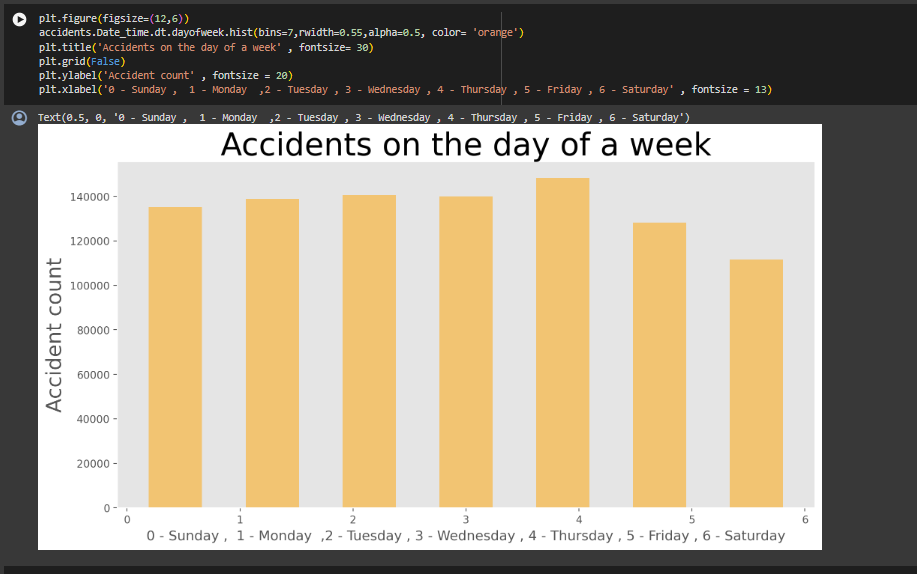 plt.figure(figsize=(12,6))
accidents.Date_time.dt.dayofweek.hist(bins=7,rwidth=0.55,alpha=0.5, color= 'orange')
plt.title('Accidents on the day of a week' , fontsize= 30)
plt.grid(False)
plt.ylabel('Accident count' , fontsize = 20)
plt.xlabel('0 - Sunday ,  1 - Monday  ,2 - Tuesday , 3 - Wednesday , 4 - Thursday , 5 - Friday , 6 - Saturday' , fontsize = 13)
Text(0.5, 0, '0 - Sunday ,  1 - Monday  ,2 - Tuesday , 3 - Wednesday , 4 - Thursday , 5 - Friday , 6 - Saturday')
Accidents on the day of a week
Accident count
140000
120000
100000
80000
60000
40000
20000
0
0 1 2 3 4 5 6
0 - Sunday ,  1 - Monday  ,2 - Tuesday , 3 - Wednesday , 4 - Thursday , 5 - Friday , 6 - Saturday